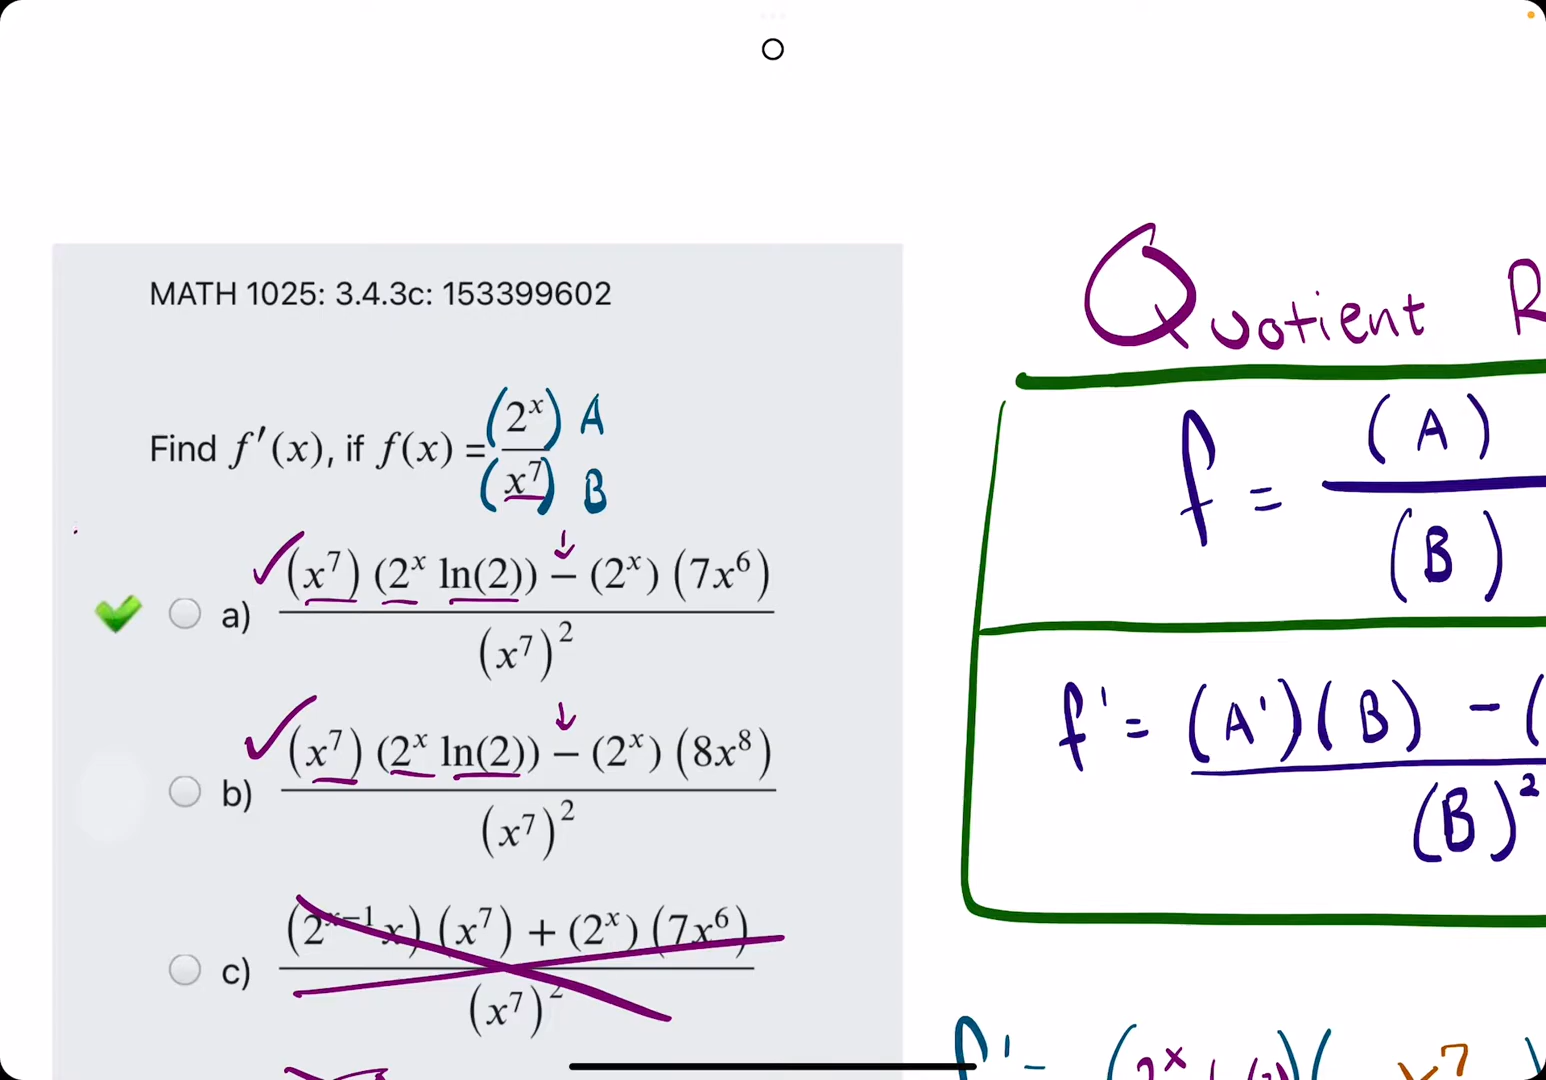 MATH 1025: 3.4.3c: 153399602
Find f′(x), if f(x) = (2^x) / (x^7)
A
B
a) (x^7) (2^x ln(2)) − (2^x) (7x^6) / (x^7)^2
b) (x^7) (2^x ln(2)) − (2^x) (8x^8) / (x^7)^2
c) (2^{x−1} x) (x^7) + (2^x) (7x^6) / (x^7)^2
Quotient R
f = (A) / (B)
f' = (A')(B) − ( / (B)^2
f' = (2^x
x^7